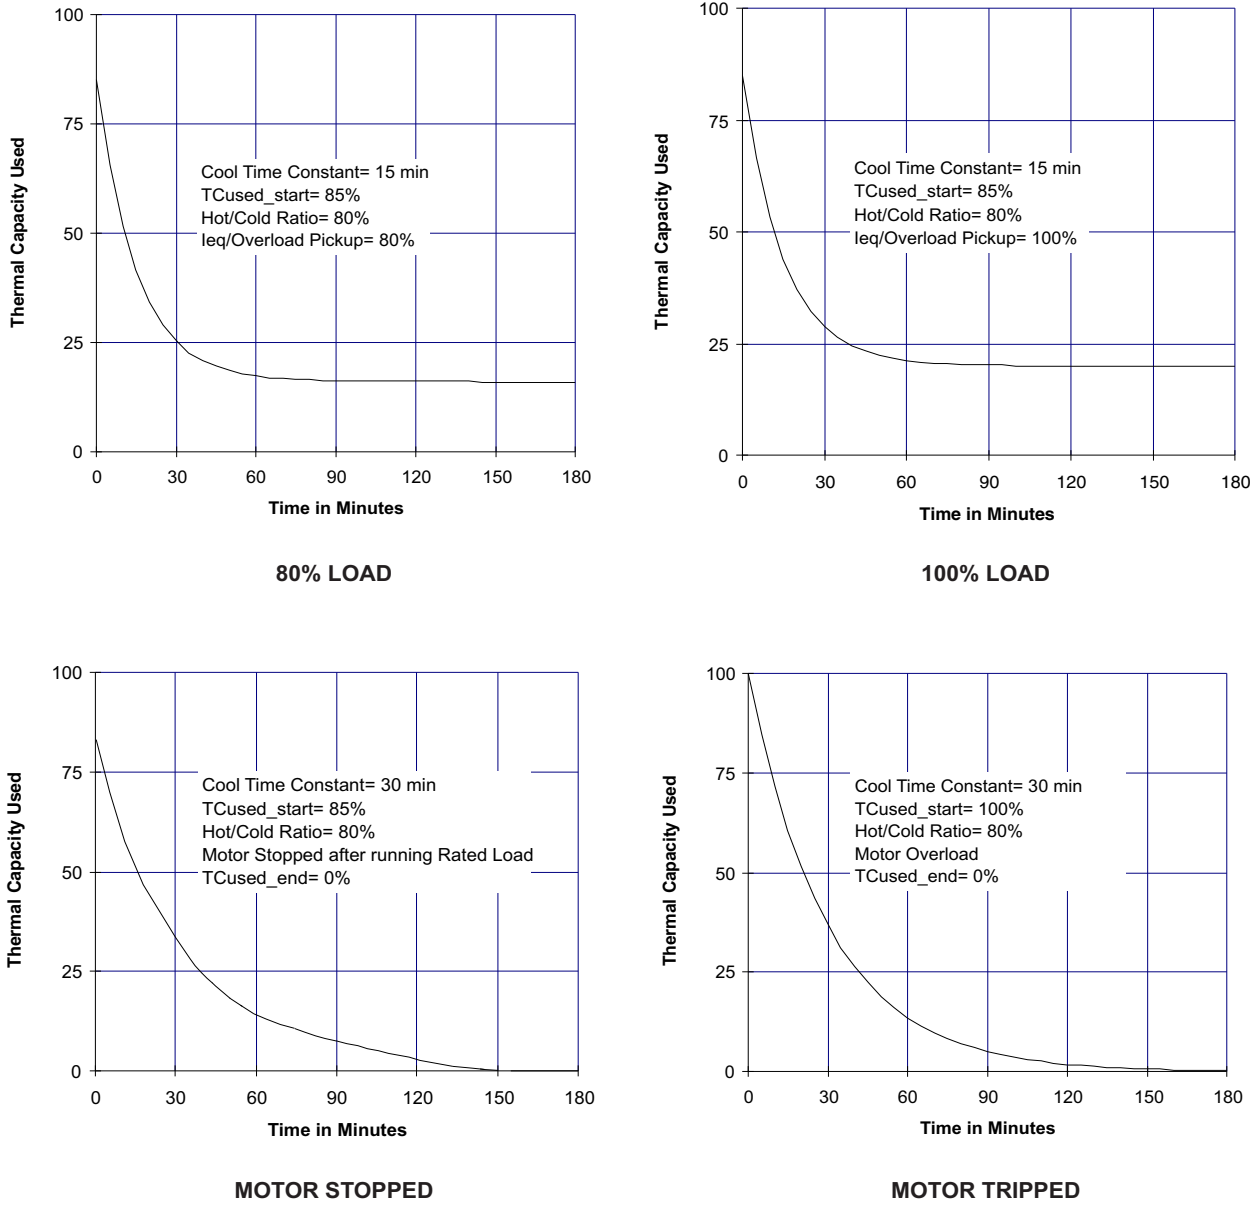 100
75
50
25
0
Thermal Capacity Used
Cool Time Constant= 15 min
TCused_start= 85%
Hot/Cold Ratio= 80%
Ieq/Overload Pickup= 80%
0 30 60 90 120 150 180
Time in Minutes
80% LOAD
100
75
50
25
0
Thermal Capacity Used
Cool Time Constant= 15 min
TCused_start= 85%
Hot/Cold Ratio= 80%
Ieq/Overload Pickup= 100%
0 30 60 90 120 150 180
Time in Minutes
100% LOAD
100
75
50
25
0
Thermal Capacity Used
Cool Time Constant= 30 min
TCused_start= 85%
Hot/Cold Ratio= 80%
Motor Stopped after running Rated Load
TCused_end= 0%
0 30 60 90 120 150 180
Time in Minutes
MOTOR STOPPED
100
75
50
25
0
Thermal Capacity Used
Cool Time Constant= 30 min
TCused_start= 100%
Hot/Cold Ratio= 80%
Motor Overload
TCused_end= 0%
0 30 60 90 120 150 180
Time in Minutes
MOTOR TRIPPED